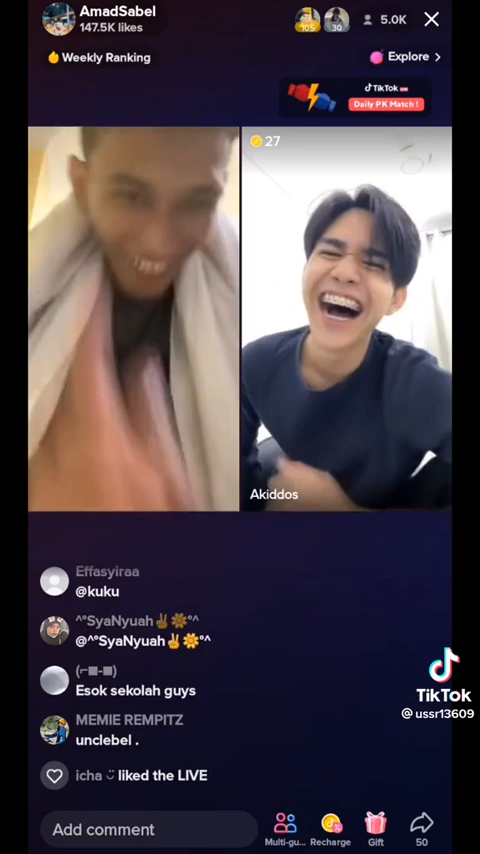 AmadSabel
147.5K likes
105
30
5.0K
Weekly Ranking
Explore >
TikTok
Daily PK Match !
27
Akiddos
Effasyiraa
@kuku
^°SyaNyuah✌️🌼°^
@^°SyaNyuah✌️🌼°^
(⌐■-■)
Esok sekolah guys
MEMIE REMPITZ
unclebel .
icha ･̆ liked the LIVE
TikTok
@ussr13609
Add comment
Multi-gu...
Recharge
Gift
50